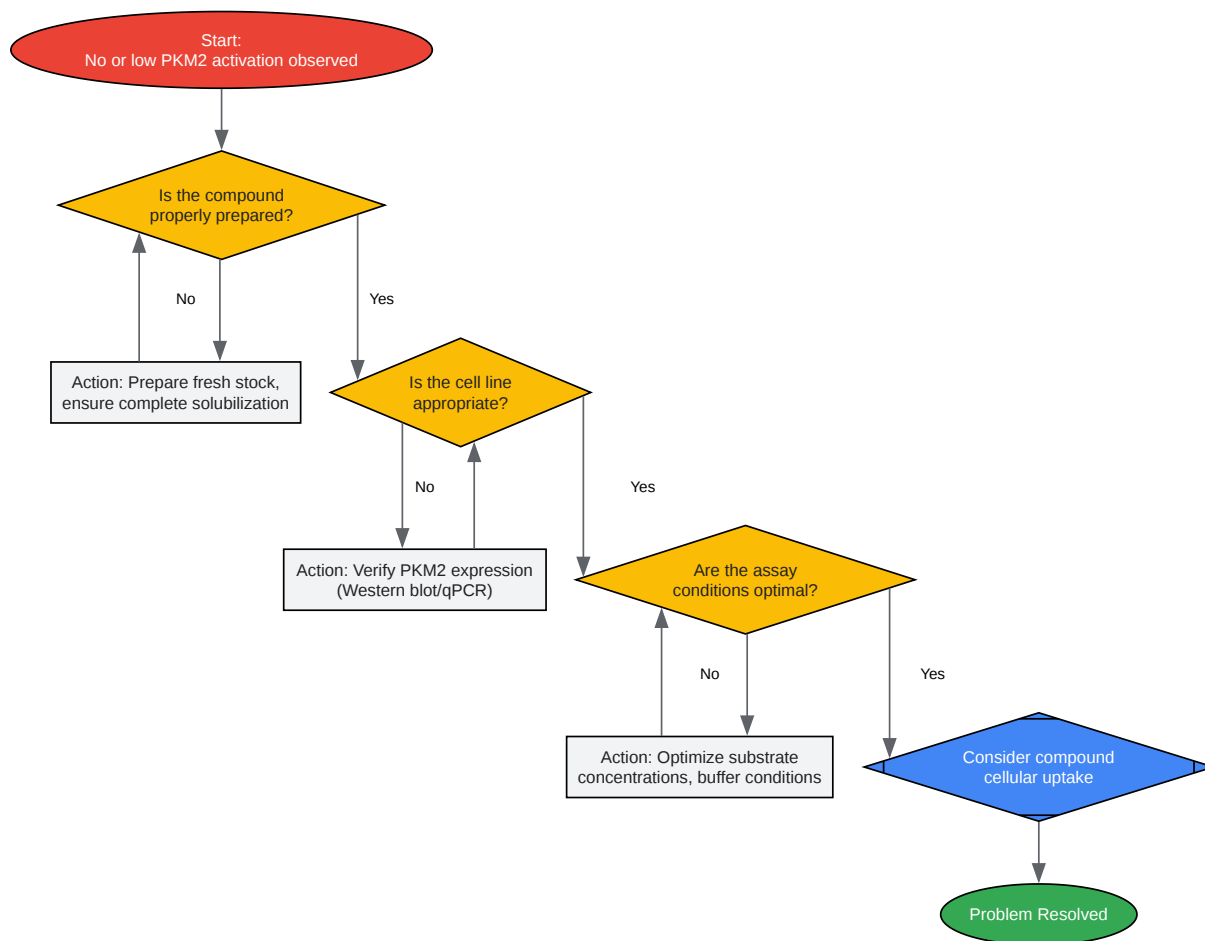 Start:
No or low PKM2 activation observed
Is the compound
properly prepared?
No
Yes
Action: Prepare fresh stock,
ensure complete solubilization
Is the cell line
appropriate?
No
Yes
Action: Verify PKM2 expression
(Western blot/qPCR)
Are the assay
conditions optimal?
No
Yes
Action: Optimize substrate
concentrations, buffer conditions
Consider compound
cellular uptake
Problem Resolved